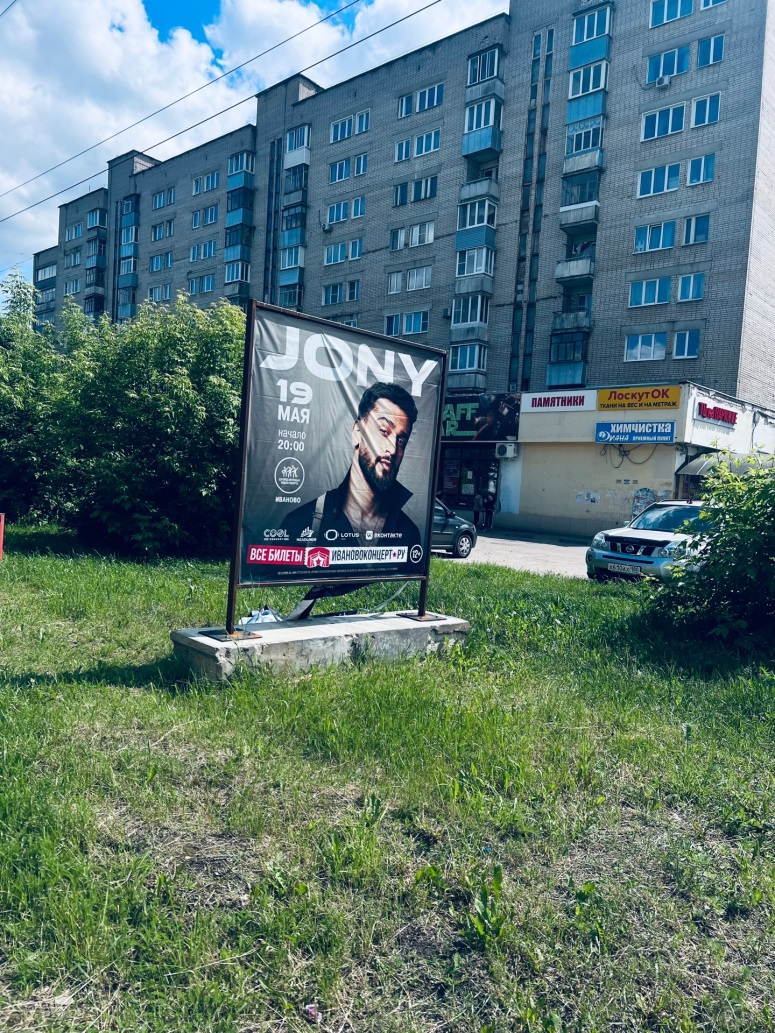 JONY
19
МАЯ
начало
20:00
ИВАНОВО
COOL
HEADLINER
LOTUS
ВКОНТАКТЕ
ВСЕ БИЛЕТЫ
ИВАНОВОКОНЦЕРТ.РУ
12+
ПАМЯТНИКИ
ЛоскутОК
ТКАНИ НА ВЕС И НА МЕТРАЖ
ХИМЧИСТКА
ДИАНА ПРИЕМНЫЙ ПУНКТ